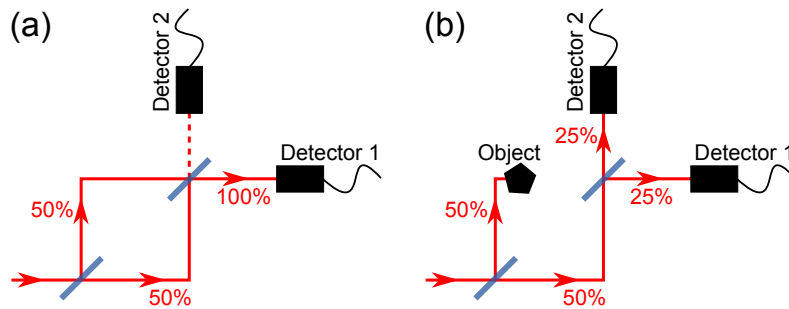 (a)
Detector 2
Detector 1
50%
100%
50%
(b)
Detector 2
25%
Object
Detector 1
50%
25%
50%